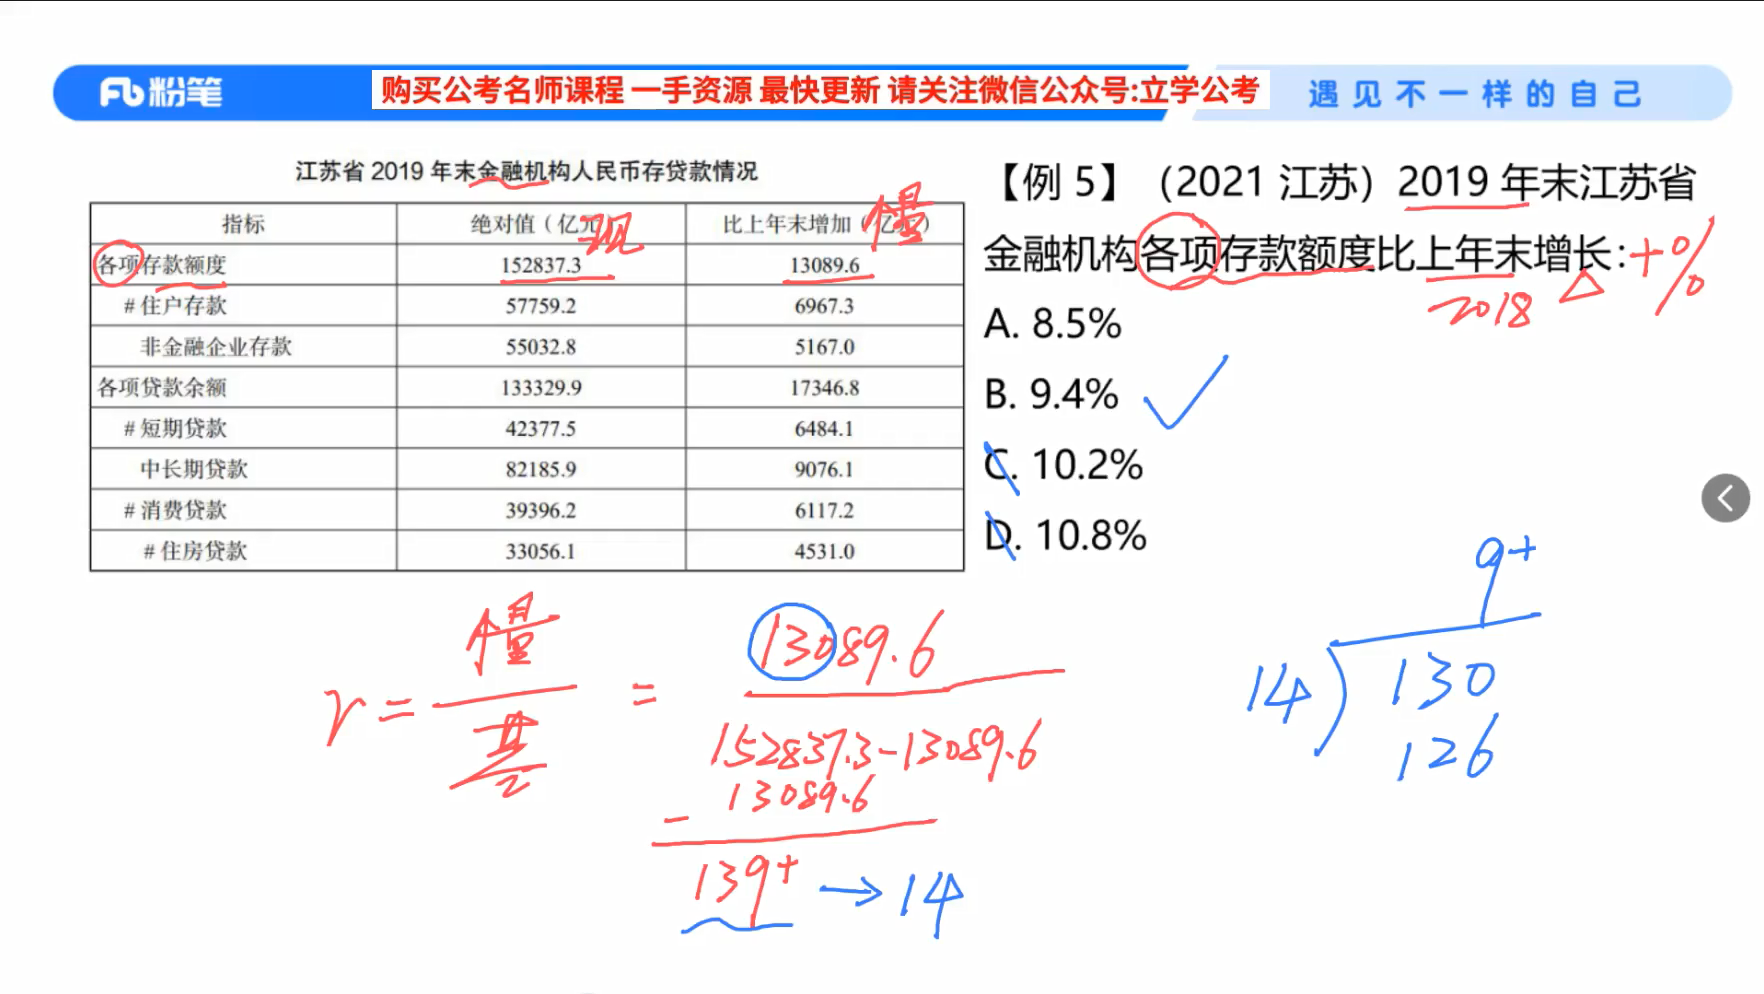 粉笔
购买公考名师课程 一手资源 最快更新 请关注微信公众号:立学公考
遇见不一样的自己
江苏省 2019 年末金融机构人民币存贷款情况
指标 绝对值（亿元） 现 比上年末增加（亿元） 增量
各项存款额度 152837.3 13089.6
# 住户存款 57759.2 6967.3
非金融企业存款 55032.8 5167.0
各项贷款余额 133329.9 17346.8
# 短期贷款 42377.5 6484.1
中长期贷款 82185.9 9076.1
# 消费贷款 39396.2 6117.2
# 住房贷款 33056.1 4531.0
【例 5】（2021 江苏）2019 年末江苏省
金融机构各项存款额度比上年末增长: +%
2018
A. 8.5%
B. 9.4%
C. 10.2%
D. 10.8%
r = 增量 / 基 = 13089.6
152837.3-13089.6
- 13089.6
139+ → 14
9+
14 130
126